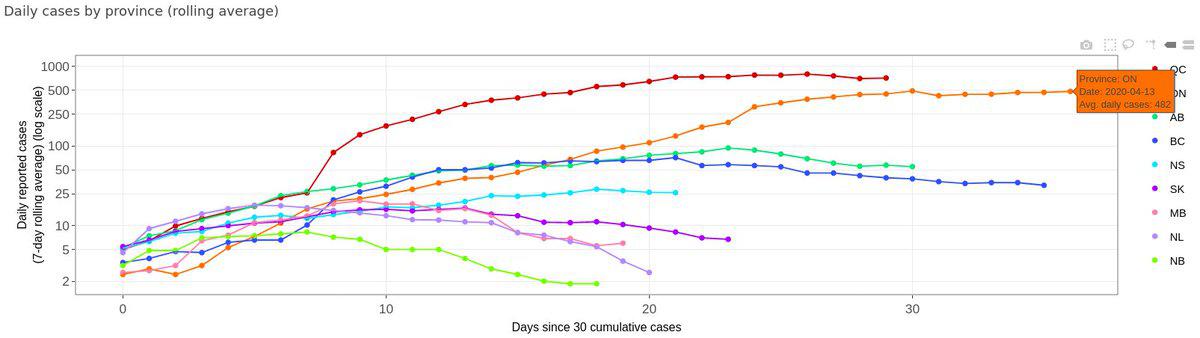 Daily cases by province (rolling average)
Daily reported cases
(7-day rolling average) (log scale)
1000
500
250
100
50
25
10
5
2
0
10
20
30
Days since 30 cumulative cases
Province: ON
Date: 2020-04-13
Avg. daily cases: 482
QC
ON
AB
BC
NS
SK
MB
NL
NB